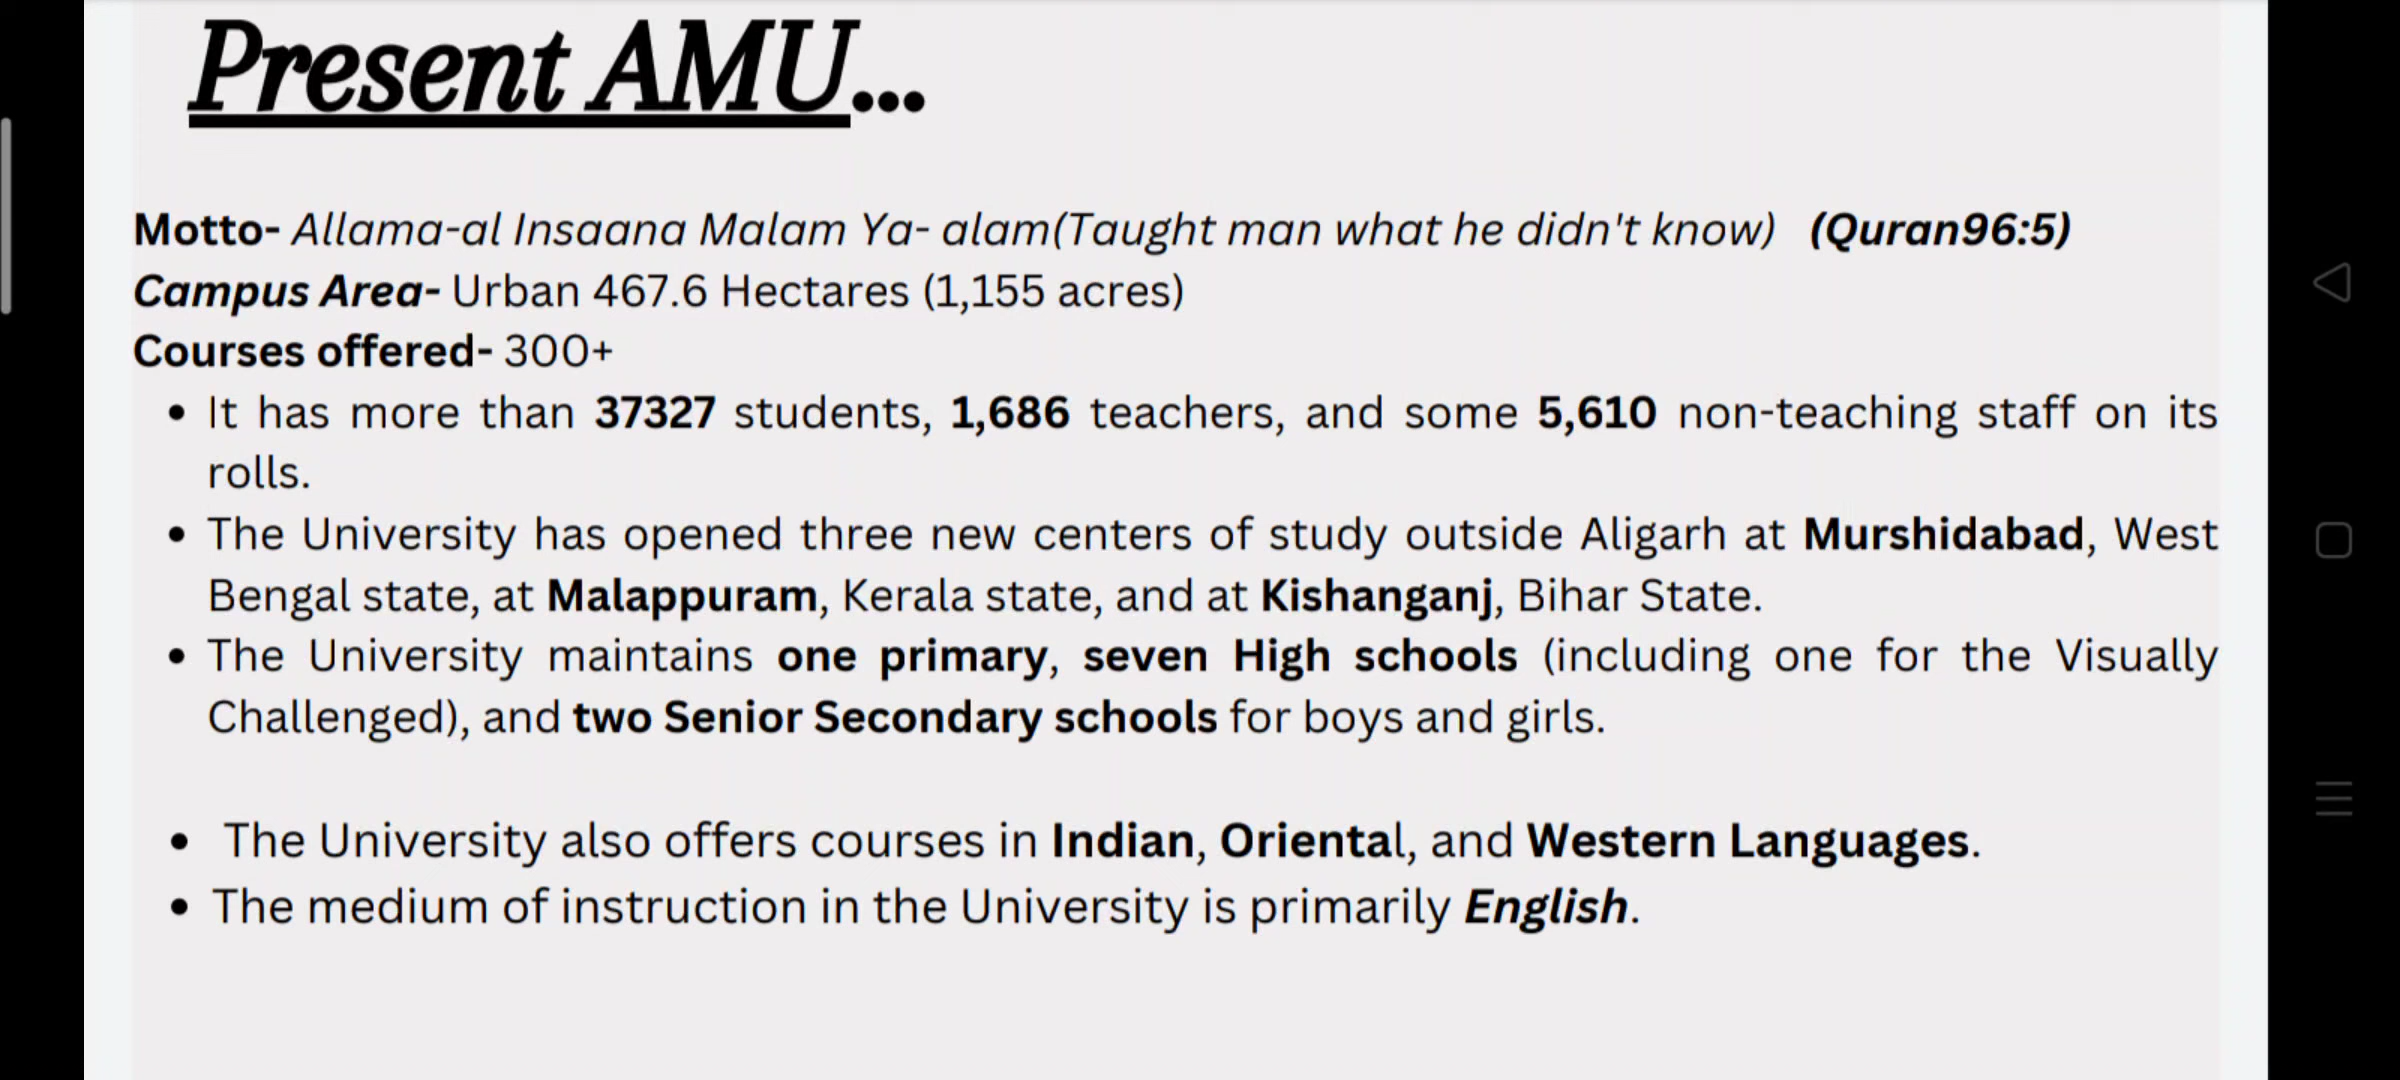 Present AMU...
Motto- Allama-al Insaana Malam Ya- alam(Taught man what he didn't know) (Quran96:5)
Campus Area- Urban 467.6 Hectares (1,155 acres)
Courses offered- 300+
• It has more than 37327 students, 1,686 teachers, and some 5,610 non-teaching staff on its
rolls.
• The University has opened three new centers of study outside Aligarh at Murshidabad, West
Bengal state, at Malappuram, Kerala state, and at Kishanganj, Bihar State.
• The University maintains one primary, seven High schools (including one for the Visually
Challenged), and two Senior Secondary schools for boys and girls.
• The University also offers courses in Indian, Oriental, and Western Languages.
• The medium of instruction in the University is primarily English.